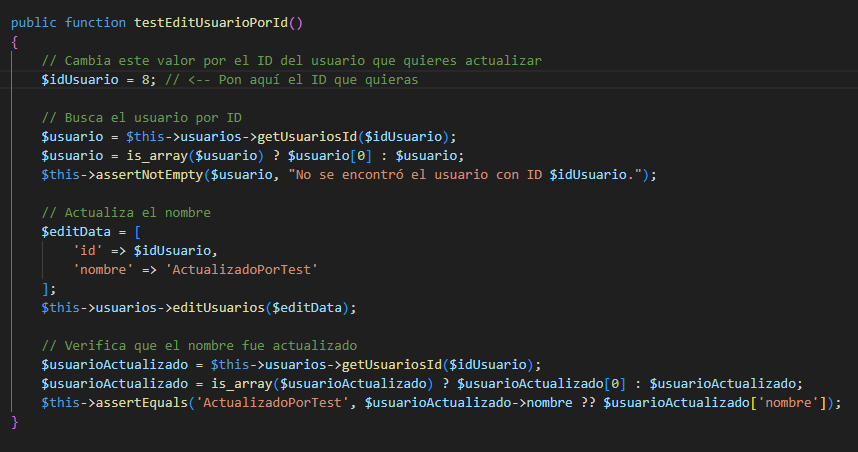 public function testEditUsuarioPorId()
{
// Cambia este valor por el ID del usuario que quieres actualizar
$idUsuario = 8; // <-- Pon aquí el ID que quieras
// Busca el usuario por ID
$usuario = $this->usuarios->getUsuariosId($idUsuario);
$usuario = is_array($usuario) ? $usuario[0] : $usuario;
$this->assertNotEmpty($usuario, "No se encontró el usuario con ID $idUsuario.");
// Actualiza el nombre
$editData = [
'id' => $idUsuario,
'nombre' => 'ActualizadoPorTest'
];
$this->usuarios->editUsuarios($editData);
// Verifica que el nombre fue actualizado
$usuarioActualizado = $this->usuarios->getUsuariosId($idUsuario);
$usuarioActualizado = is_array($usuarioActualizado) ? $usuarioActualizado[0] : $usuarioActualizado;
$this->assertEquals('ActualizadoPorTest', $usuarioActualizado->nombre ?? $usuarioActualizado['nombre']);
}